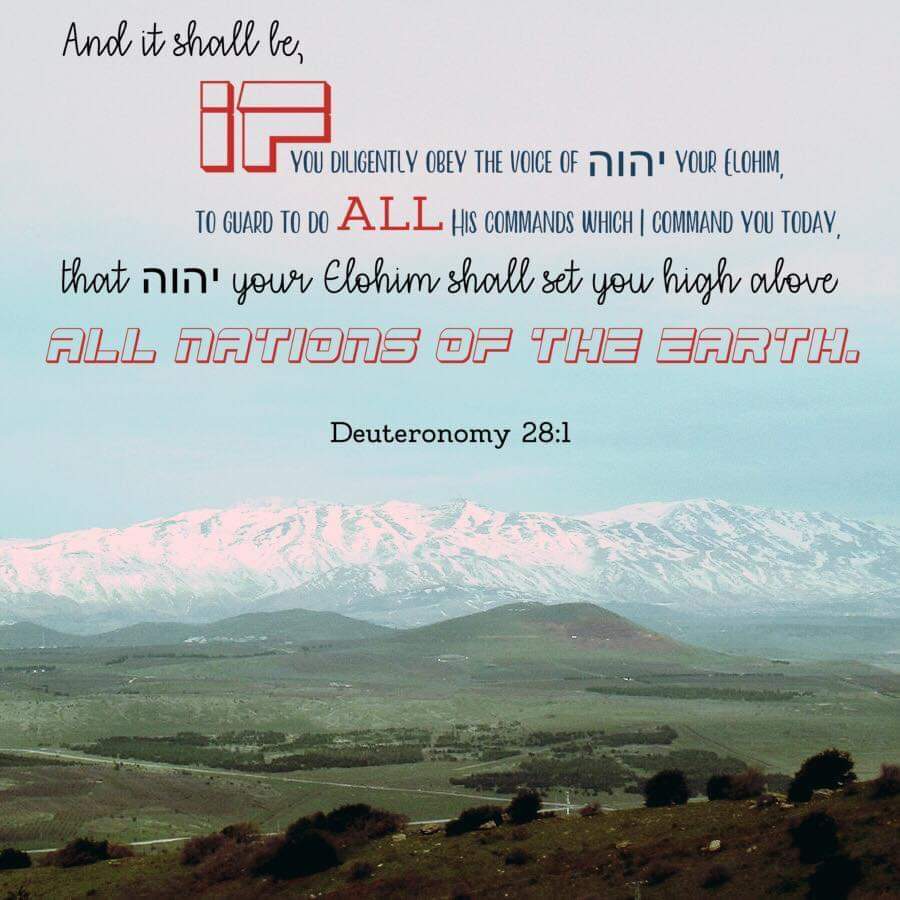 And it shall be,
IF
YOU DILIGENTLY OBEY THE VOICE OF יהוה YOUR ELOHIM,
TO GUARD TO DO ALL HIS COMMANDS WHICH I COMMAND YOU TODAY,
that יהוה your Elohim shall set you high above
ALL NATIONS OF THE EARTH.
Deuteronomy 28:1